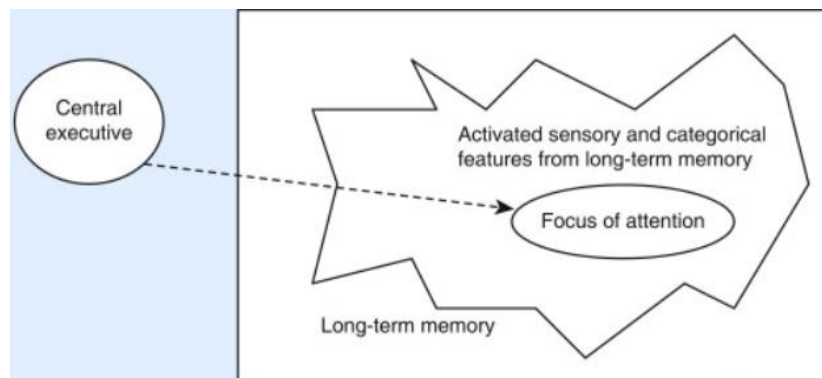 Central
executive
Activated sensory and categorical
features from long-term memory
Focus of attention
Long-term memory